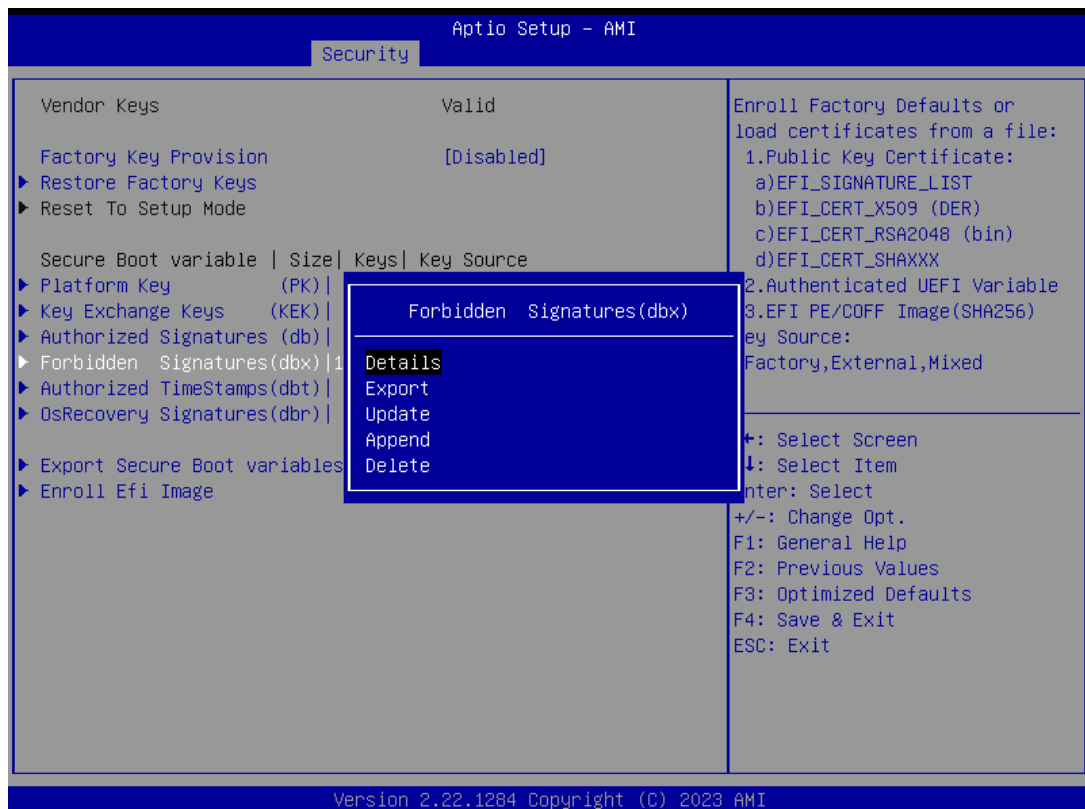 Aptio Setup - AMI
Security
Vendor Keys Valid
Factory Key Provision [Disabled]
▶ Restore Factory Keys
▶ Reset To Setup Mode
Secure Boot variable | Size| Keys| Key Source
▶ Platform Key (PK)|
▶ Key Exchange Keys (KEK)|
▶ Authorized Signatures (db)|
▶ Forbidden Signatures(dbx)|1
▶ Authorized TimeStamps(dbt)|
▶ OsRecovery Signatures(dbr)|
▶ Export Secure Boot variables
▶ Enroll Efi Image
Forbidden Signatures(dbx)
Details
Export
Update
Append
Delete
Enroll Factory Defaults or
load certificates from a file:
1.Public Key Certificate:
a)EFI_SIGNATURE_LIST
b)EFI_CERT_X509 (DER)
c)EFI_CERT_RSA2048 (bin)
d)EFI_CERT_SHAXXX
2.Authenticated UEFI Variable
3.EFI PE/COFF Image(SHA256)
ey Source:
Factory,External,Mixed
: Select Screen
↓: Select Item
nter: Select
+/-: Change Opt.
F1: General Help
F2: Previous Values
F3: Optimized Defaults
F4: Save & Exit
ESC: Exit
Version 2.22.1284 Copyright (C) 2023 AMI